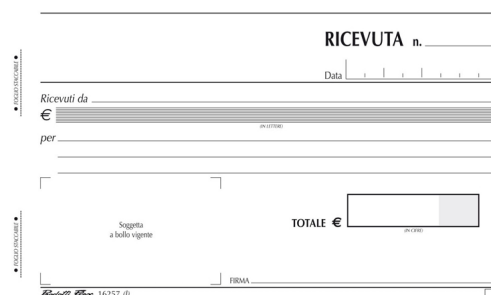 RICEVUTA n.
Data
● FOGLIO STACCABILE ●
Ricevuti da
€
(IN LETTERE)
per
Soggetta
a bollo vigente
TOTALE €
(IN CIFRE)
● FOGLIO STACCABILE ●
FIRMA
16257 (I)